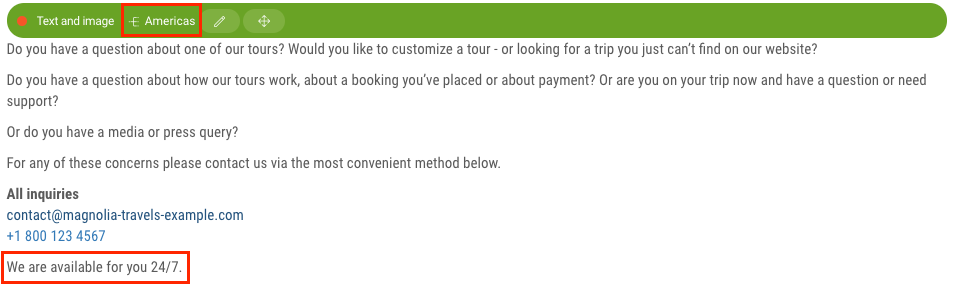 Text and image Americas
Do you have a question about one of our tours? Would you like to customize a tour - or looking for a trip you just can’t find on our website?
Do you have a question about how our tours work, about a booking you’ve placed or about payment? Or are you on your trip now and have a question or need
support?
Or do you have a media or press query?
For any of these concerns please contact us via the most convenient method below.
All inquiries
contact@magnolia-travels-example.com
+1 800 123 4567
We are available for you 24/7.